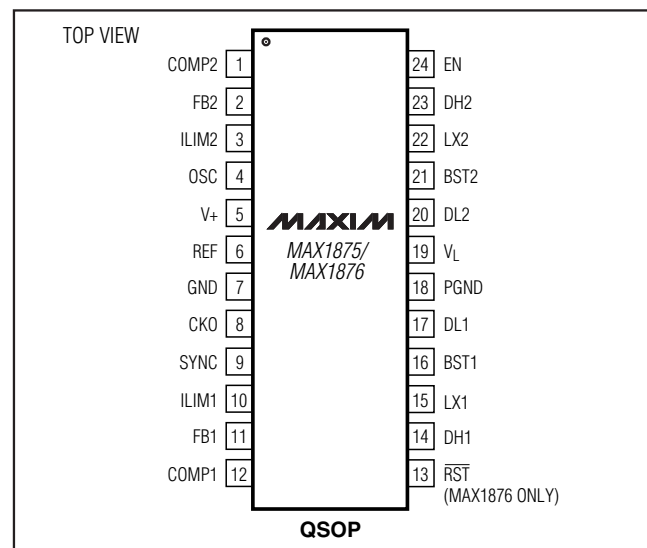 TOP VIEW
COMP2 1
FB2 2
ILIM2 3
OSC 4
V+ 5
REF 6
GND 7
CKO 8
SYNC 9
ILIM1 10
FB1 11
COMP1 12
MAXIM
MAX1875/
MAX1876
24 EN
23 DH2
22 LX2
21 BST2
20 DL2
19 VL
18 PGND
17 DL1
16 BST1
15 LX1
14 DH1
13 RST
(MAX1876 ONLY)
QSOP